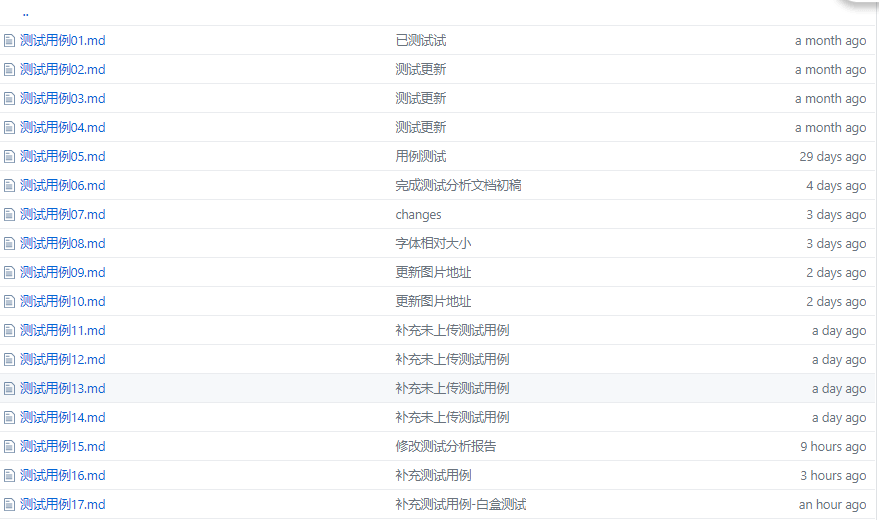 ..
测试用例01.md 已测试试 a month ago
测试用例02.md 测试更新 a month ago
测试用例03.md 测试更新 a month ago
测试用例04.md 测试更新 a month ago
测试用例05.md 用例测试 29 days ago
测试用例06.md 完成测试分析文档初稿 4 days ago
测试用例07.md changes 3 days ago
测试用例08.md 字体相对大小 3 days ago
测试用例09.md 更新图片地址 2 days ago
测试用例10.md 更新图片地址 2 days ago
测试用例11.md 补充未上传测试用例 a day ago
测试用例12.md 补充未上传测试用例 a day ago
测试用例13.md 补充未上传测试用例 a day ago
测试用例14.md 补充未上传测试用例 a day ago
测试用例15.md 修改测试分析报告 9 hours ago
测试用例16.md 补充测试用例 3 hours ago
测试用例17.md 补充测试用例-白盒测试 an hour ago